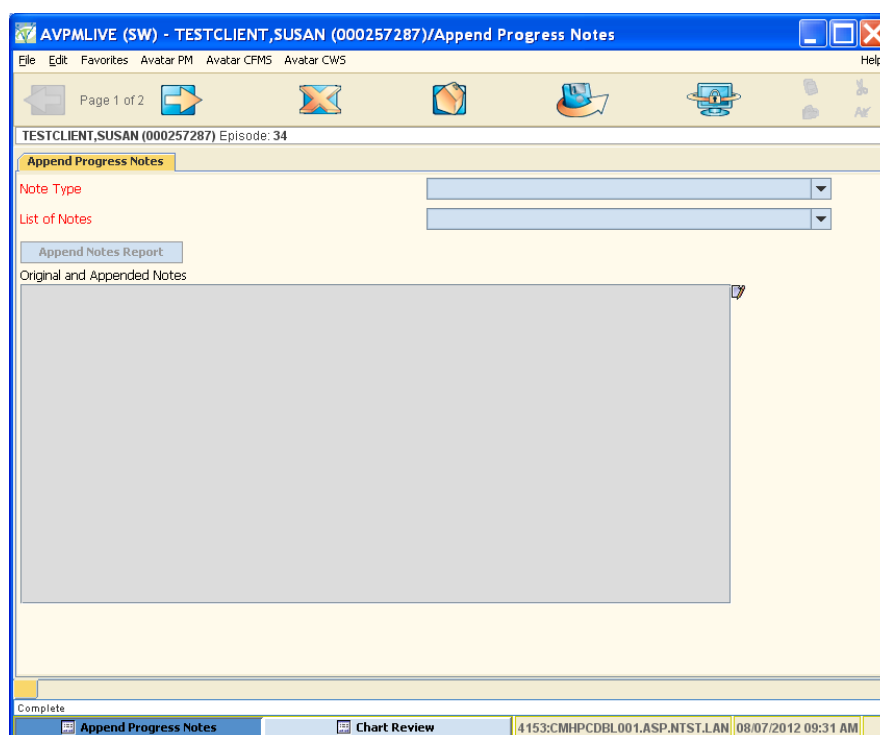 AVPMLIVE (SW) - TESTCLIENT,SUSAN (000257287)/Append Progress Notes
File Edit Favorites Avatar PM Avatar CFMS Avatar CWS Help
Page 1 of 2
TESTCLIENT,SUSAN (000257287) Episode: 34
Append Progress Notes
Note Type
List of Notes
Append Notes Report
Original and Appended Notes
Complete
Append Progress Notes Chart Review 4153:CMHPCDBL001.ASP.NTST.LAN 08/07/2012 09:31 AM